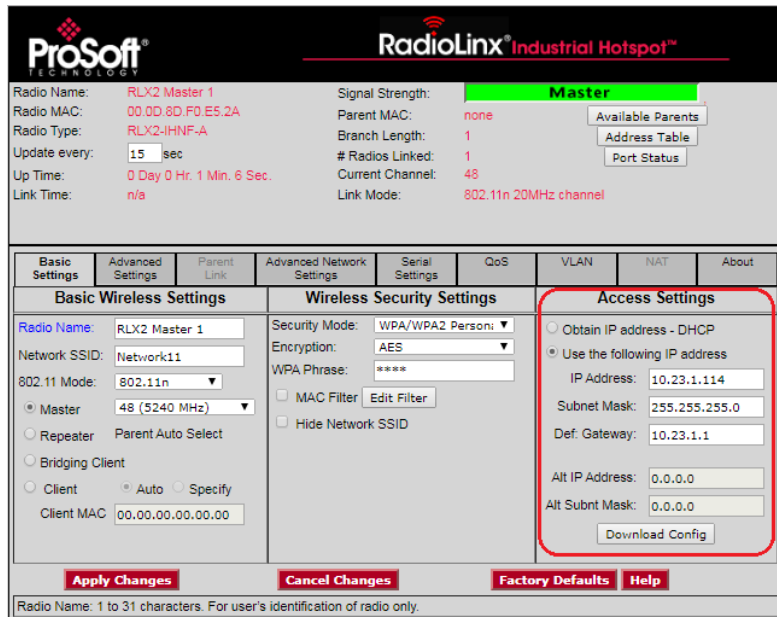 ProSoft®
TECHNOLOGY
RadioLinx® Industrial Hotspot™
Radio Name: RLX2 Master 1
Radio MAC: 00.0D.8D.F0.E5.2A
Radio Type: RLX2-IHNF-A
Update every: 15 sec
Up Time: 0 Day 0 Hr. 1 Min. 6 Sec.
Link Time: n/a
Signal Strength: Master
Parent MAC: none
Branch Length: 1
# Radios Linked: 1
Current Channel: 48
Link Mode: 802.11n 20MHz channel
Available Parents
Address Table
Port Status
Basic Settings
Advanced Settings
Parent Link
Advanced Network Settings
Serial Settings
QoS
VLAN
NAT
About
Basic Wireless Settings
Radio Name: RLX2 Master 1
Network SSID: Network11
802.11 Mode: 802.11n
Master 48 (5240 MHz)
Repeater Parent Auto Select
Bridging Client
Client Auto Specify
Client MAC 00.00.00.00.00.00
Wireless Security Settings
Security Mode: WPA/WPA2 Persona
Encryption: AES
WPA Phrase: ****
MAC Filter Edit Filter
Hide Network SSID
Access Settings
Obtain IP address - DHCP
Use the following IP address
IP Address: 10.23.1.114
Subnet Mask: 255.255.255.0
Def: Gateway: 10.23.1.1
Alt IP Address: 0.0.0.0
Alt Subnt Mask: 0.0.0.0
Download Config
Apply Changes
Cancel Changes
Factory Defaults
Help
Radio Name: 1 to 31 characters. For user's identification of radio only.